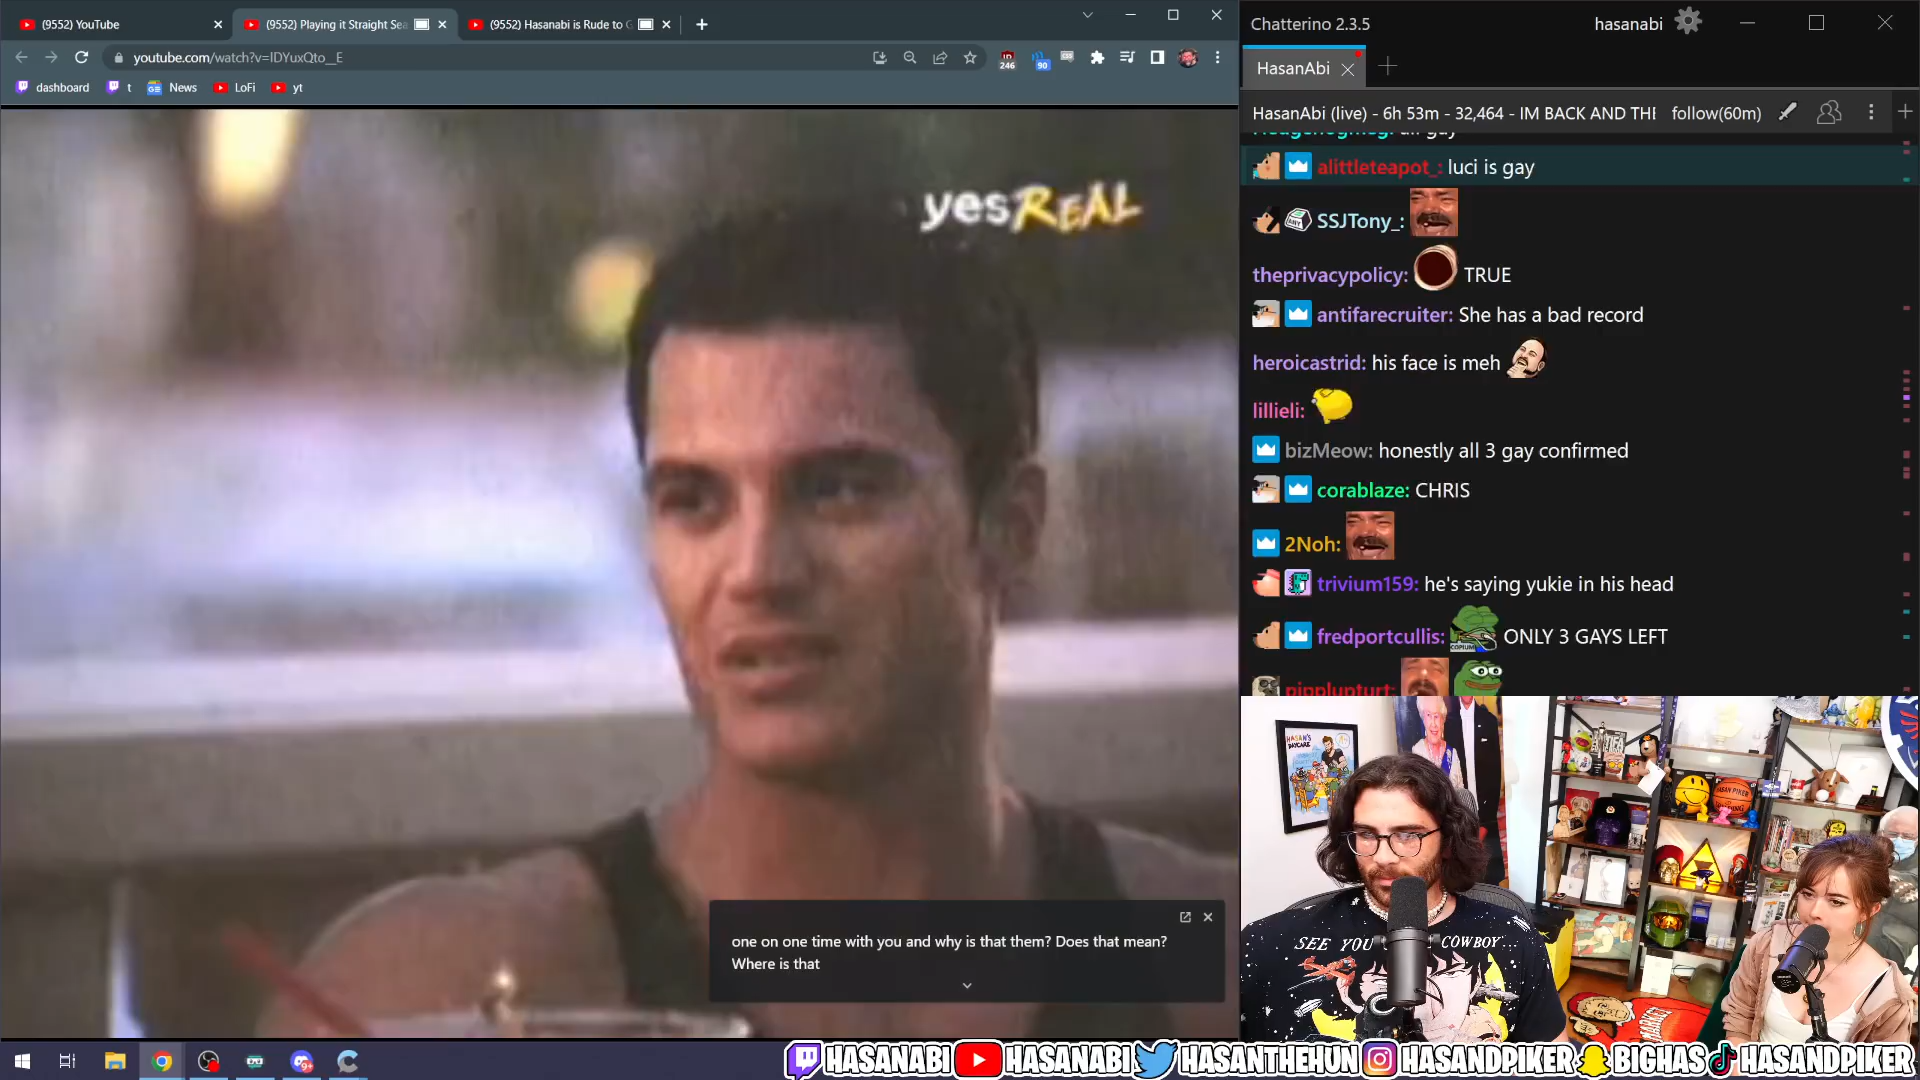 (9552) YouTube
(9552) Playing it Straight Sea
(9552) Hasanabi is Rude to G
youtube.com/watch?v=IDYuxQto__E
246
90
dashboard
t
News
LoFi
yt
yesREAL
one on one time with you and why is that them? Does that mean?
Where is that
Chatterino 2.3.5
hasanabi
HasanAbi
HasanAbi (live) - 6h 53m - 32,464 - IM BACK AND THE
follow(60m)
alittleteapot_: luci is gay
SSJTony_:
theprivacypolicy: TRUE
antifarecruiter: She has a bad record
heroicastrid: his face is meh
lillieli:
bizMeow: honestly all 3 gay confirmed
corablaze: CHRIS
2Noh:
trivium159: he's saying yukie in his head
fredportcullis: ONLY 3 GAYS LEFT
COPIUM
HASAN'S
DAYCARE
SEE YOU COWBOY...
HASANABI HASANABI HASANTHEHUN HASANDPIKER BIGHAS HASANDPIKER